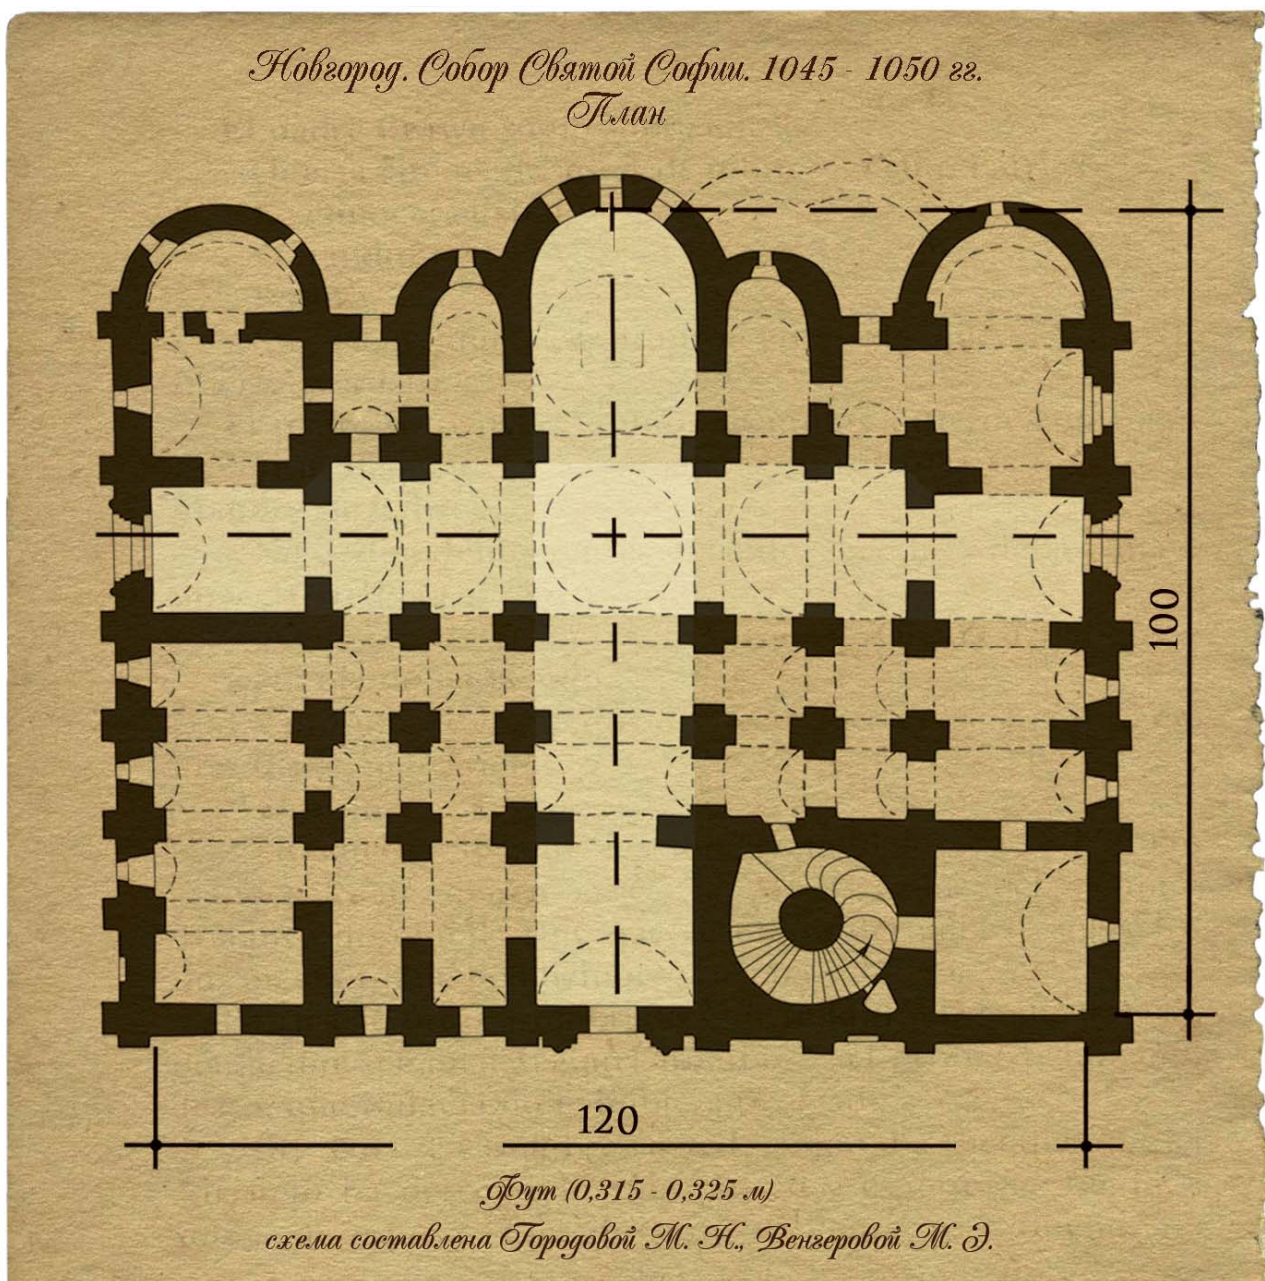 Новгород. Собор Святой Софии. 1045 - 1050 гг.
План
100
120
Фут (0,315 - 0,325 м)
схема составлена Городовой М. Н., Венгеровой М. Э.